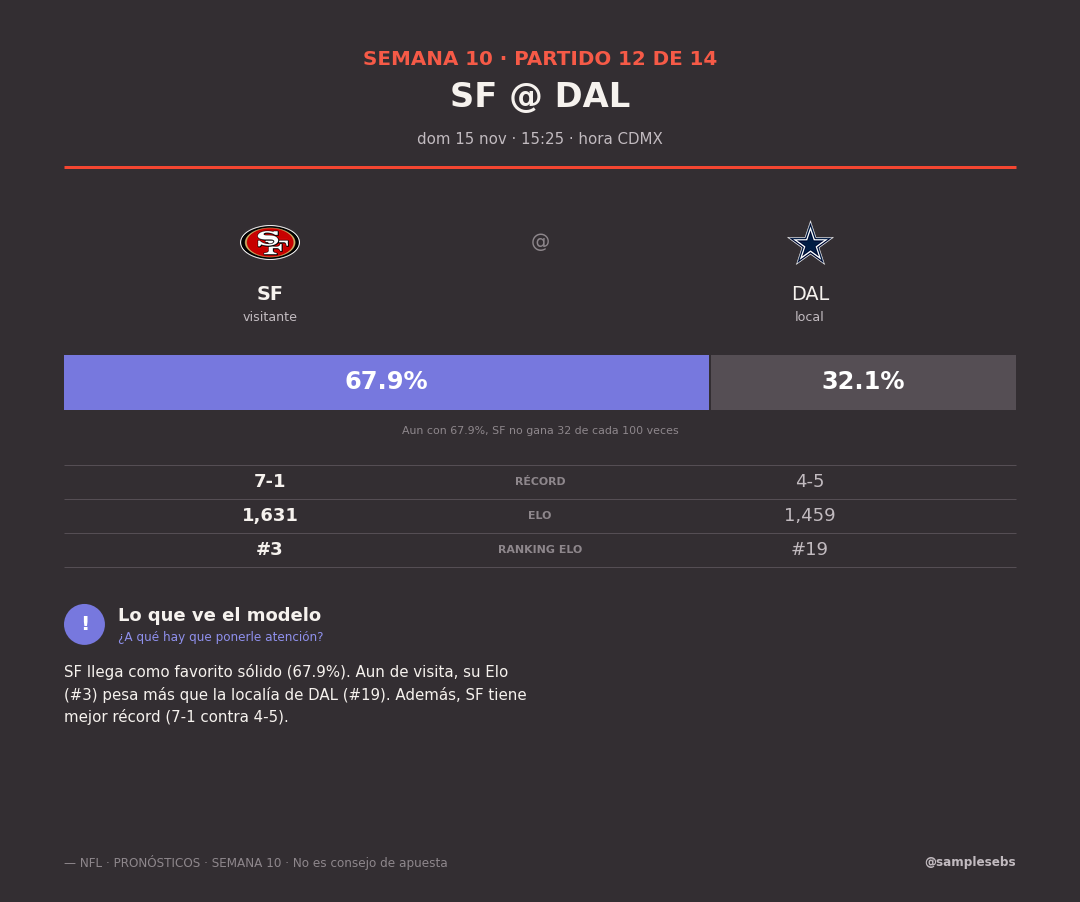 SEMANA 10 · PARTIDO 12 DE 14
SF @ DAL
dom 15 nov · 15:25 · hora CDMX
SF
@
SF
DAL
visitante
local
67.9%
32.1%
Aun con 67.9%, SF no gana 32 de cada 100 veces
7-1 RÉCORD 4-5
1,631 ELO 1,459
#3 RANKING ELO #19
!
Lo que ve el modelo
¿A qué hay que ponerle atención?
SF llega como favorito sólido (67.9%). Aun de visita, su Elo
(#3) pesa más que la localía de DAL (#19). Además, SF tiene
mejor récord (7-1 contra 4-5).
— NFL · PRONÓSTICOS · SEMANA 10 · No es consejo de apuesta
@samplesebs